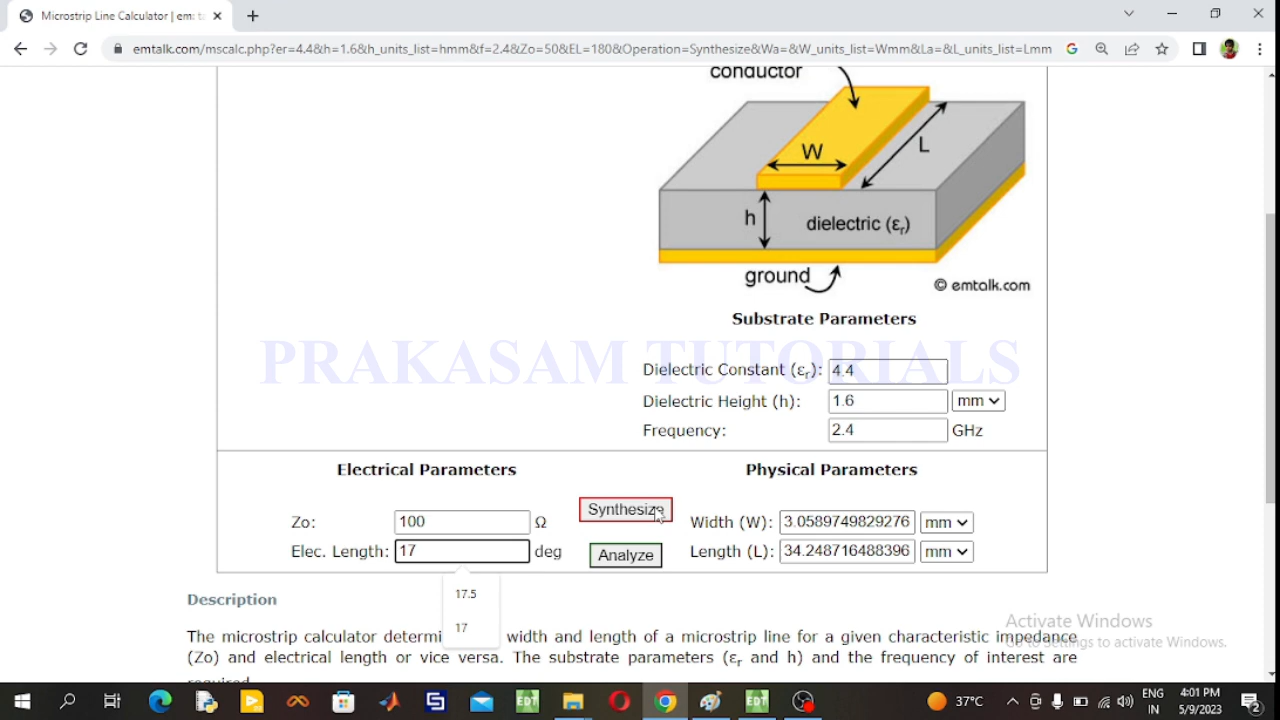 Microstrip Line Calculator | em: ta
emtalk.com/mscalc.php?er=4.4&h=1.6&h_units_list=hmm&f=2.4&Zo=50&EL=180&Operation=Synthesize&Wa=&W_units_list=Wmm&La=&L_units_list=Lmm
conductor
W
L
h
dielectric (εr)
ground
© emtalk.com
Substrate Parameters
PRAKASAM TUTORIALS
Dielectric Constant (εr): 4.4
Dielectric Height (h): 1.6 mm
Frequency: 2.4 GHz
Electrical Parameters
Physical Parameters
Synthesize
Zo: 100 Ω
Width (W): 3.0589749829276 mm
Elec. Length: 17 deg
Analyze
Length (L): 34.248716488396 mm
17.5
17
Description
Activate Windows
The microstrip calculator determi width and length of a microstrip line for a given characteristic impedance
Go to Settings to activate Windows.
(Zo) and electrical length or vice versa. The substrate parameters (εr and h) and the frequency of interest are
required
37°C
ENG
IN
4:01 PM
5/9/2023
2